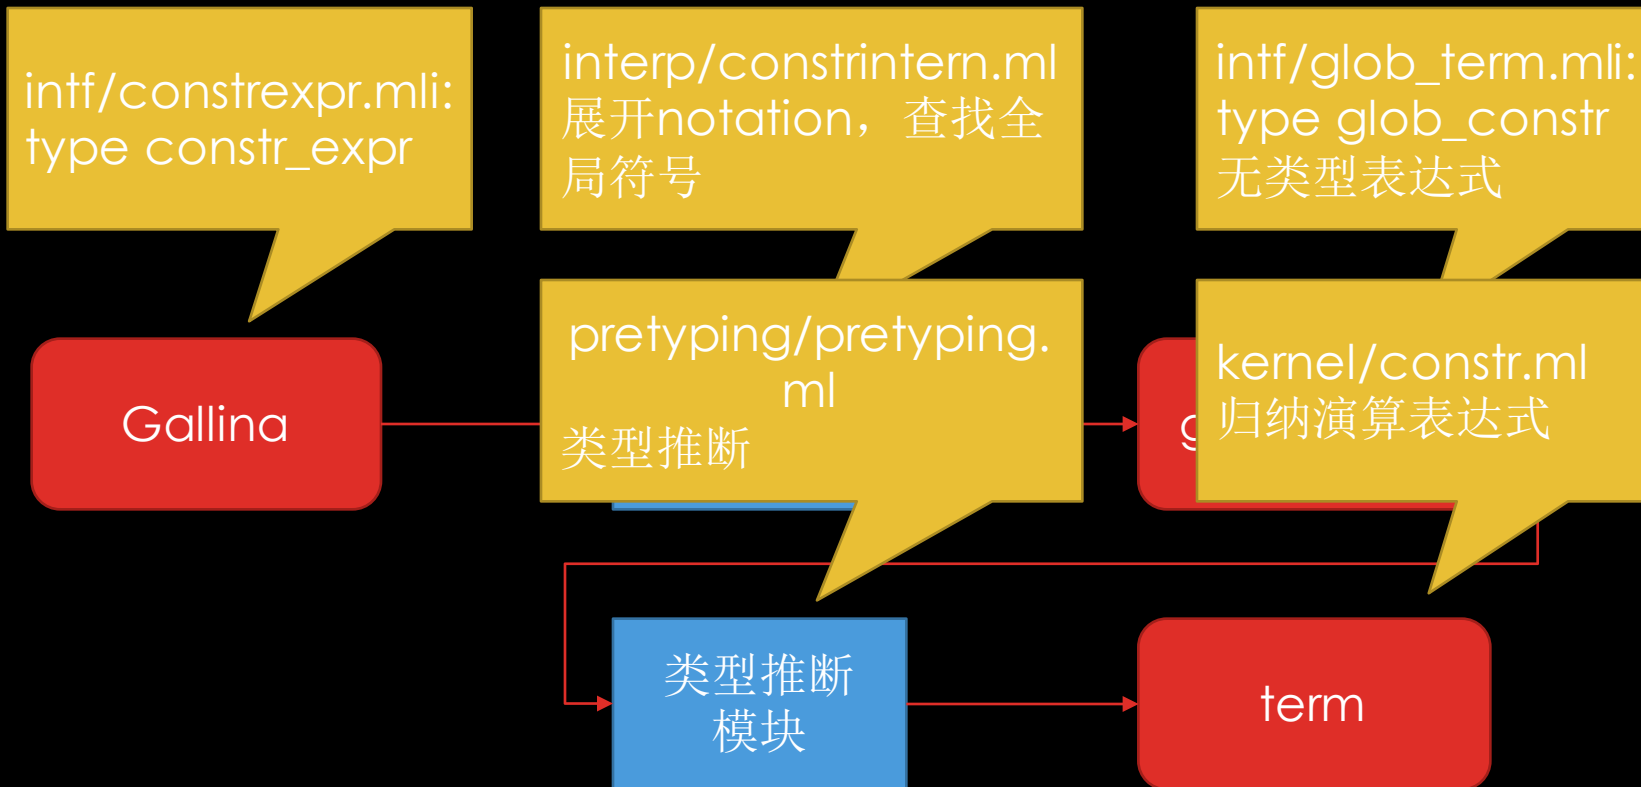 intf/constrexpr.mli:
type constr_expr
interp/constrintern.ml
展开notation，查找全
局符号
intf/glob_term.mli:
type glob_constr
无类型表达式
Gallina
pretyping/pretyping.
ml
类型推断
kernel/constr.ml
归纳演算表达式
类型推断
模块
term